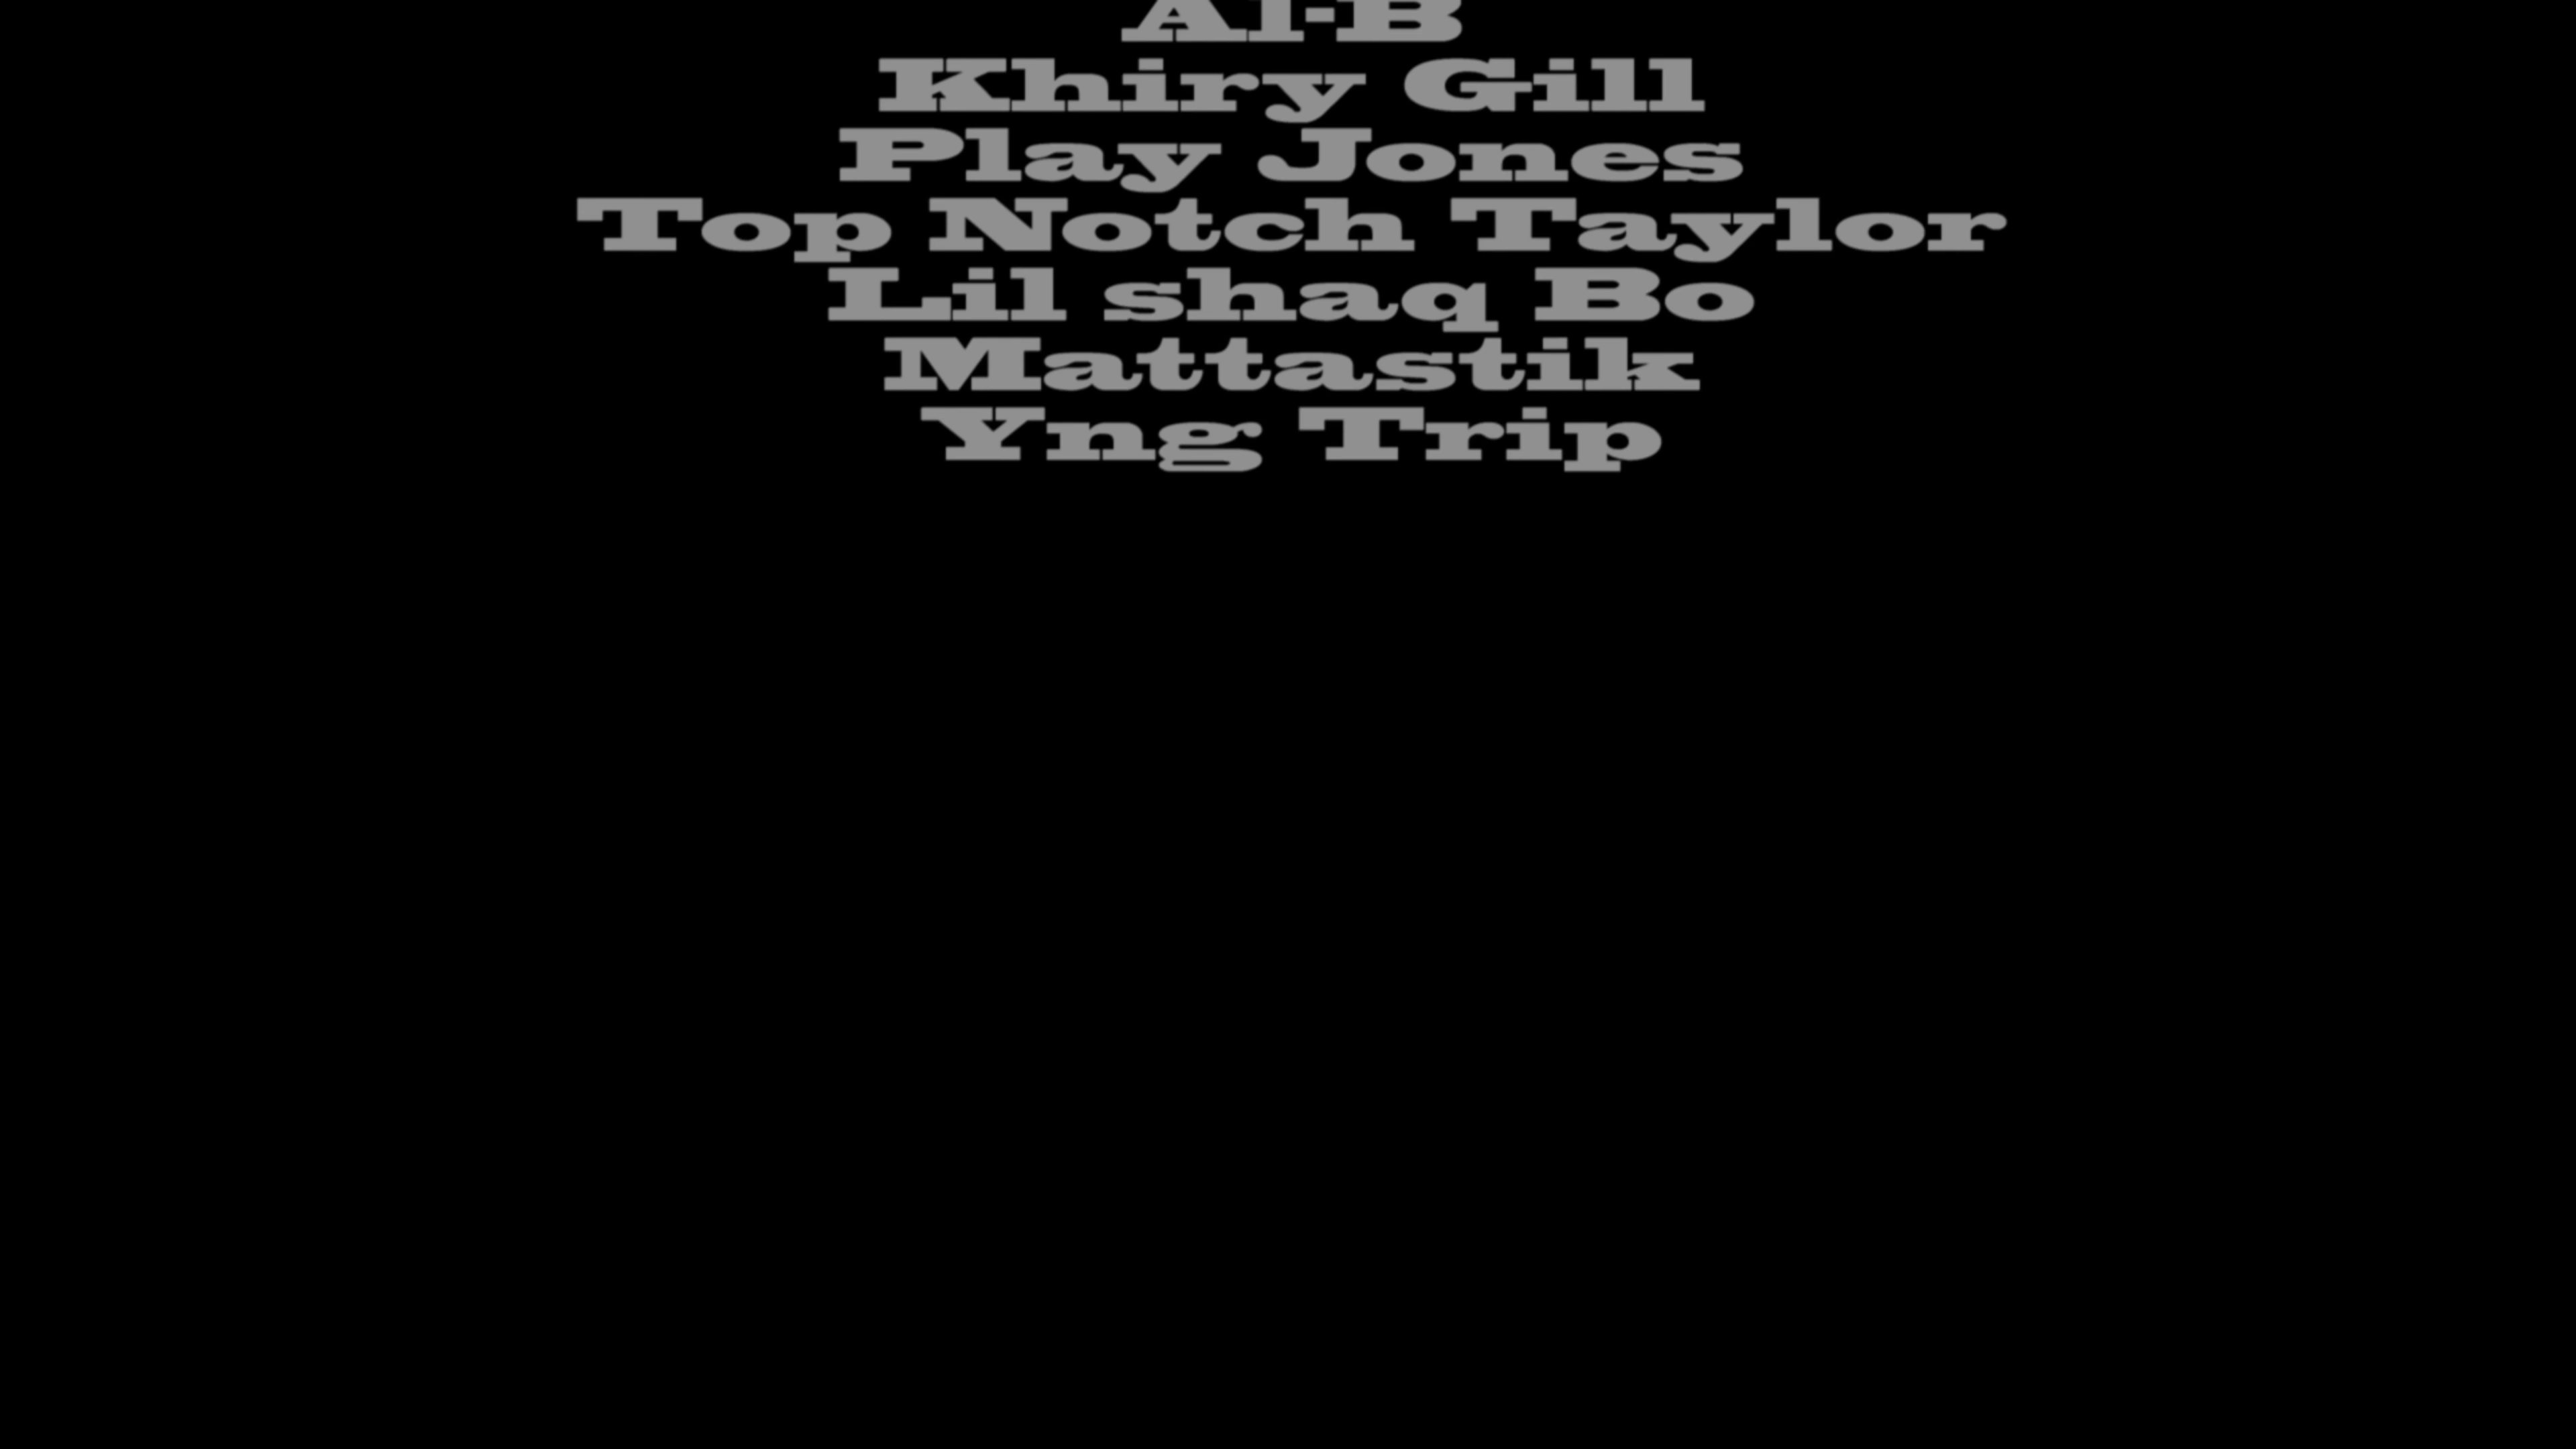 Al-B
Khiry Gill
Play Jones
Top Notch Taylor
Lil shaq Bo
Mattastik
Yng Trip